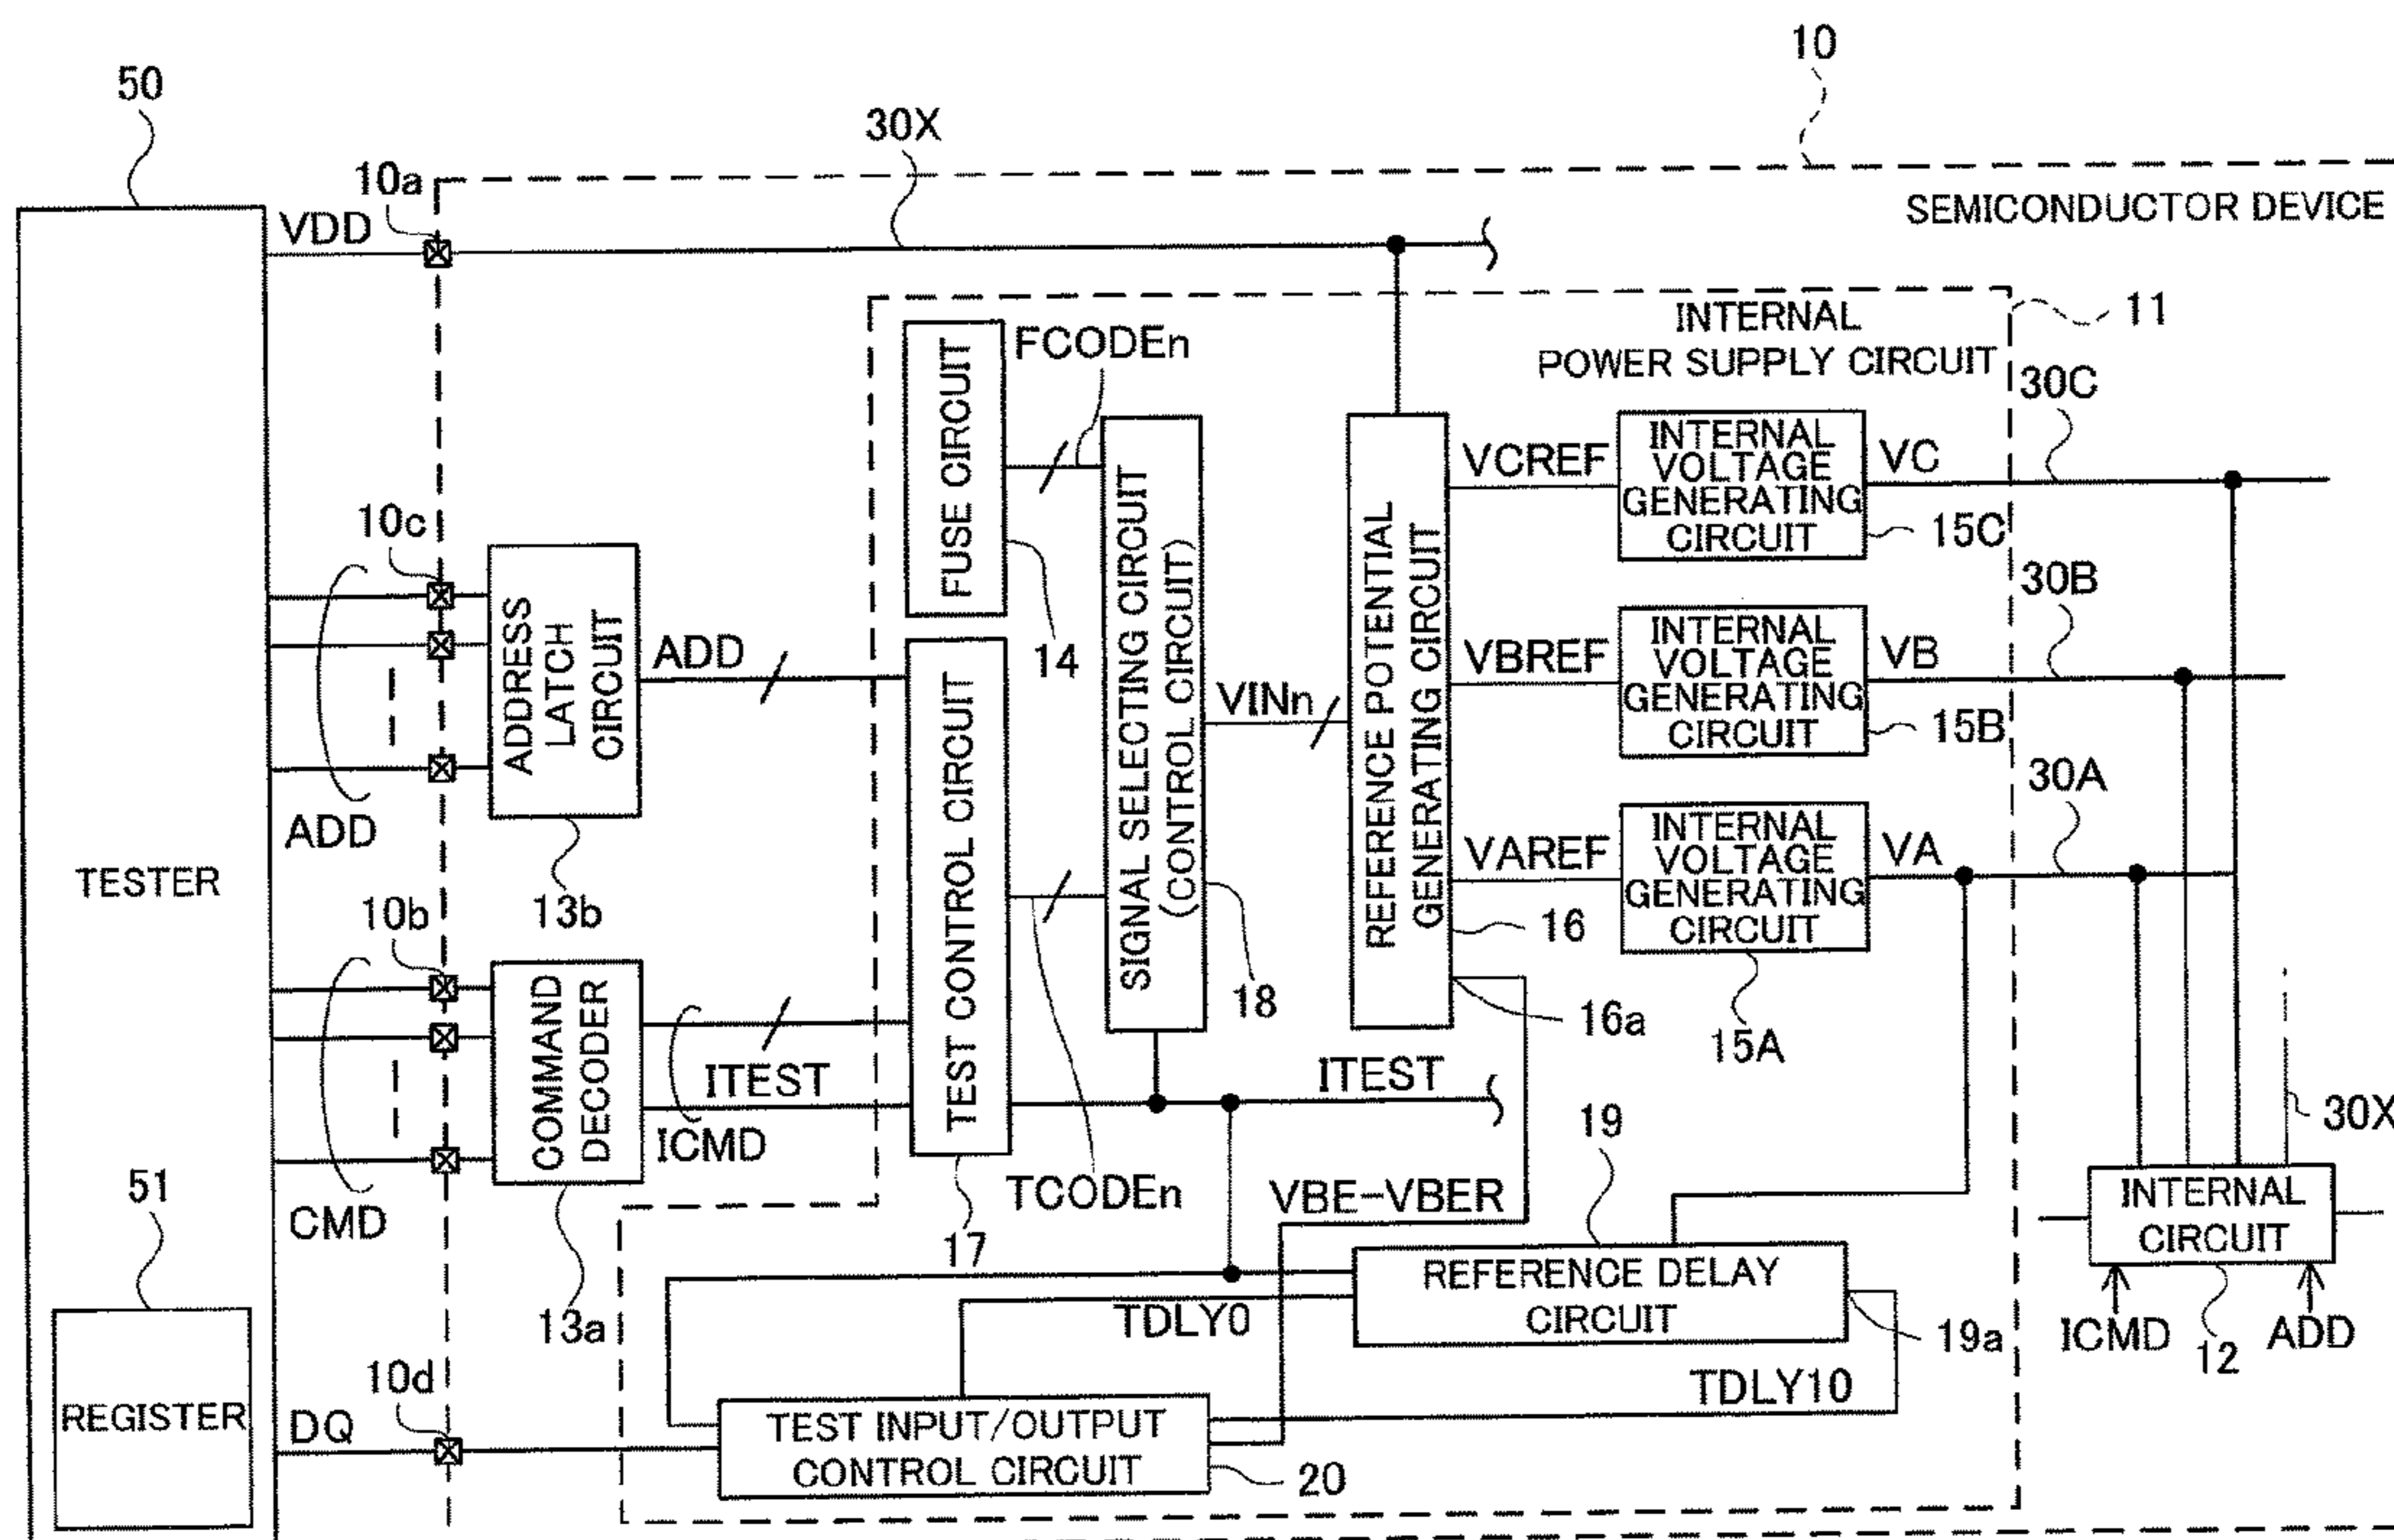 10
50
30X
10a
SEMICONDUCTOR DEVICE
VDD
INTERNAL
POWER SUPPLY CIRCUIT
11
FUSE CIRCUIT
FCODEn
14
30C
VCREF
INTERNAL
VOLTAGE
GENERATING
CIRCUIT
VC
15C
10c
ADDRESS
LATCH
CIRCUIT
ADD
ADD
13b
SIGNAL SELECTING CIRCUIT
(CONTROL CIRCUIT)
18
VINn
REFERENCE POTENTIAL
GENERATING CIRCUIT
16
16a
30B
VBREF
INTERNAL
VOLTAGE
GENERATING
CIRCUIT
VB
15B
30A
VAREF
INTERNAL
VOLTAGE
GENERATING
CIRCUIT
VA
15A
TESTER
10b
COMMAND
DECODER
ITEST
ICMD
CMD
13a
TEST CONTROL CIRCUIT
17
TCODEn
ITEST
VBE-VBER
19
REFERENCE DELAY
CIRCUIT
19a
TDLY0
TDLY10
30X
INTERNAL
CIRCUIT
ICMD
12
ADD
51
REGISTER
10d
DQ
TEST INPUT/OUTPUT
CONTROL CIRCUIT
20